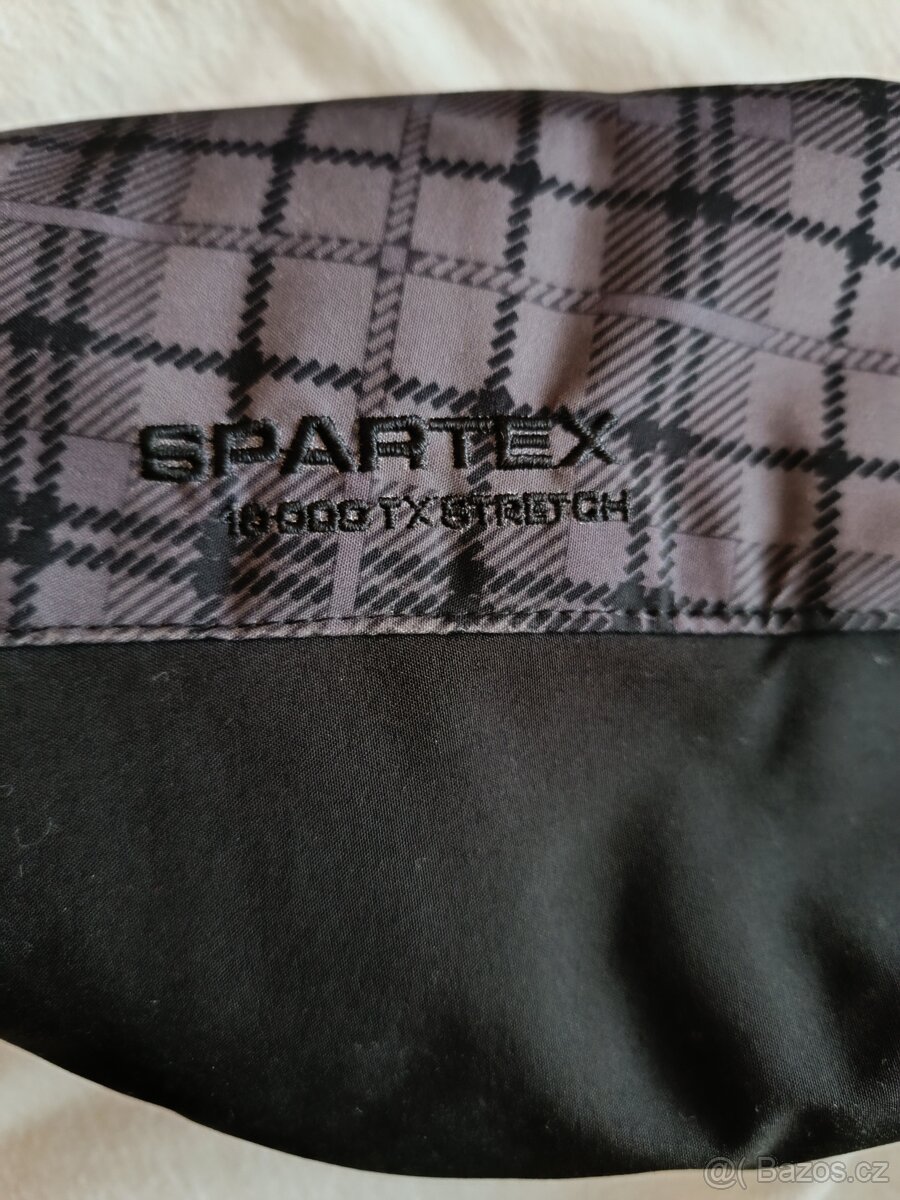 SPARTEX
10 000 TX STRETCH
@( Bazos.cz